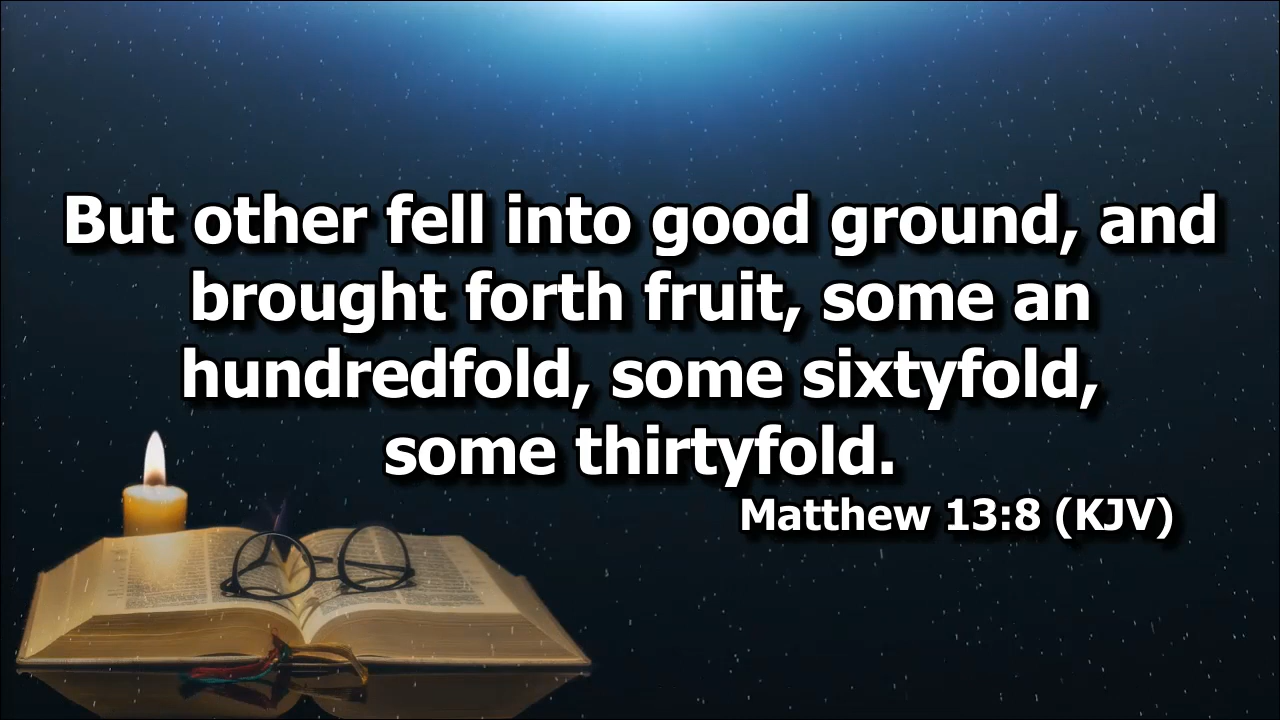 But other fell into good ground, and
brought forth fruit, some an
hundredfold, some sixtyfold,
some thirtyfold.
Matthew 13:8 (KJV)